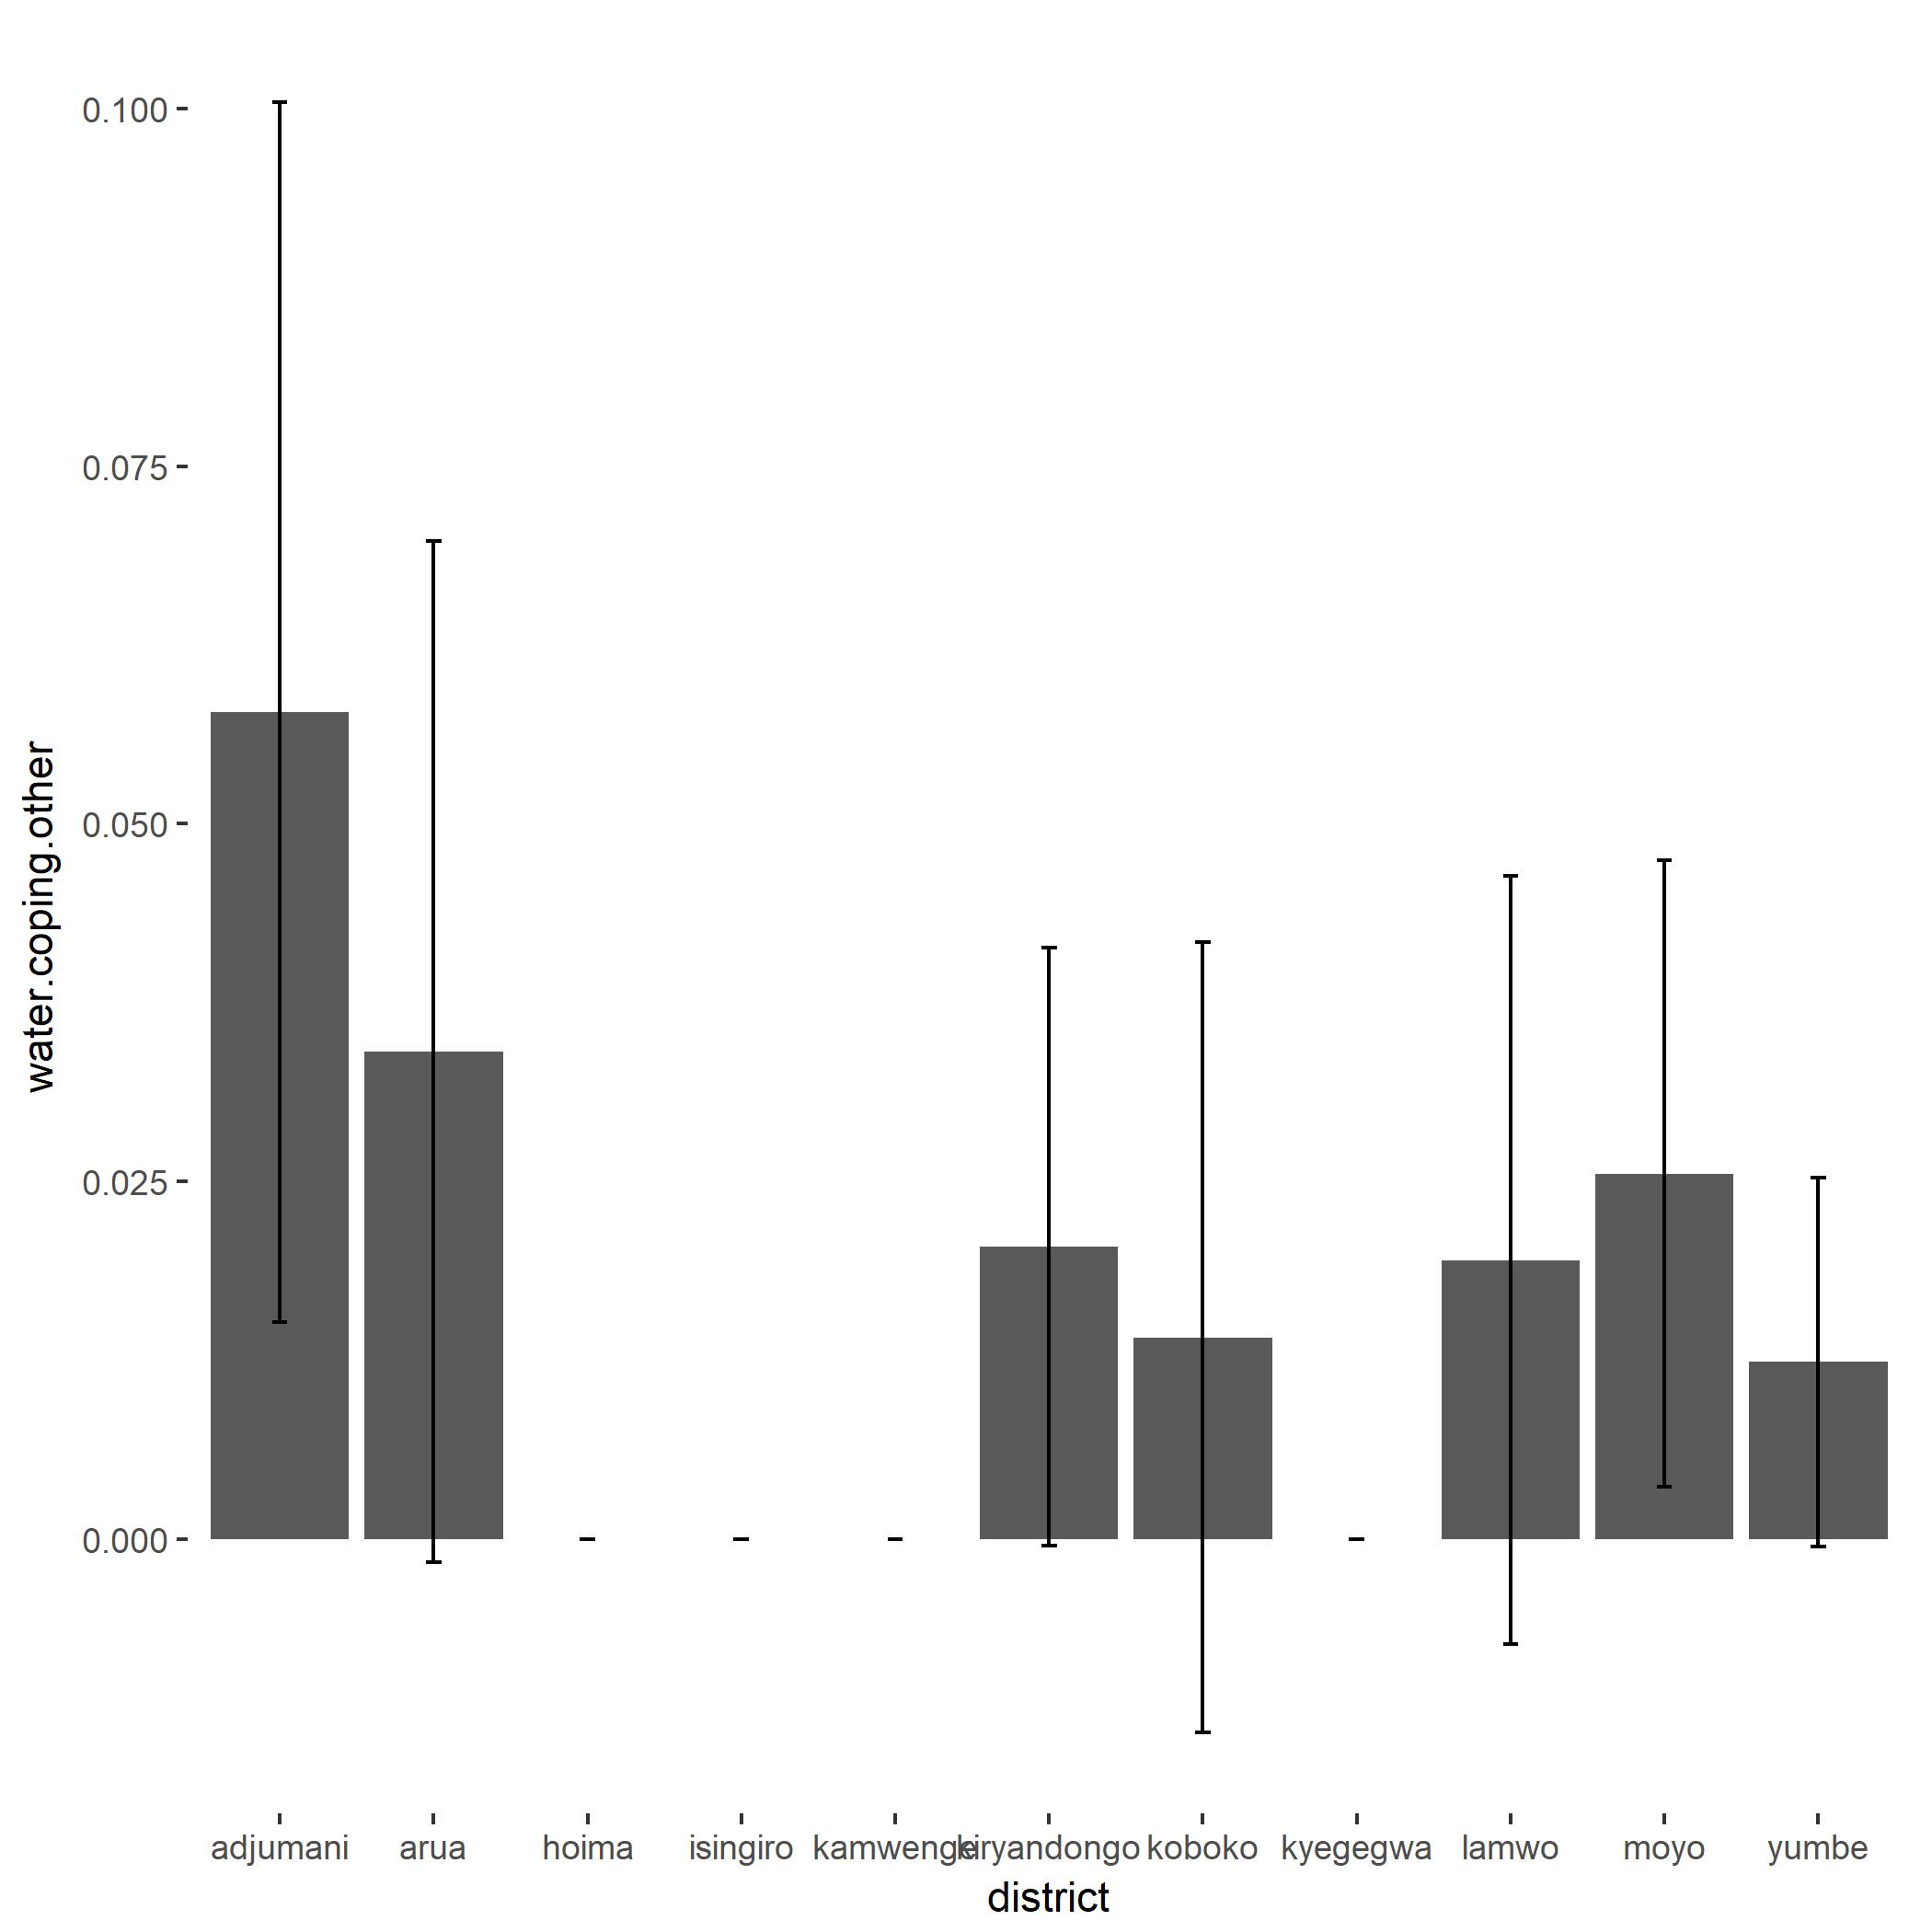 0.100
0.075
0.050
0.025
0.000
water.coping.other
adjumani arua hoima isingiro kamwenge kiryandongo koboko kyegegwa lamwo moyo yumbe
district